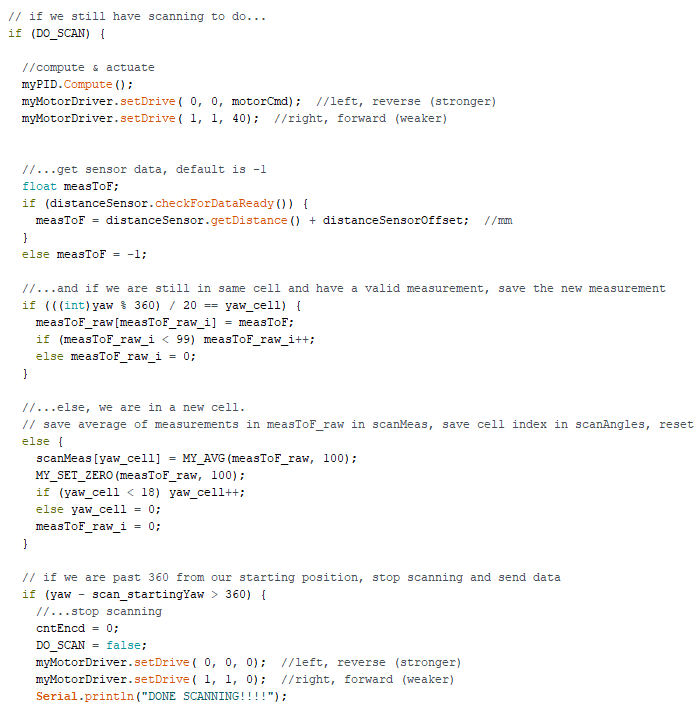 // if we still have scanning to do...
if (DO_SCAN) {
//compute & actuate
myPID.Compute();
myMotorDriver.setDrive( 0, 0, motorCmd);  //left, reverse (stronger)
myMotorDriver.setDrive( 1, 1, 40);  //right, forward (weaker)
//...get sensor data, default is -1
float measToF;
if (distanceSensor.checkForDataReady()) {
measToF = distanceSensor.getDistance() + distanceSensorOffset;  //mm
}
else measToF = -1;
//...and if we are still in same cell and have a valid measurement, save the new measurement
if (((int)yaw % 360) / 20 == yaw_cell) {
measToF_raw[measToF_raw_i] = measToF;
if (measToF_raw_i < 99) measToF_raw_i++;
else measToF_raw_i = 0;
}
//...else, we are in a new cell.
// save average of measurements in measToF_raw in scanMeas, save cell index in scanAngles, reset
else {
scanMeas[yaw_cell] = MY_AVG(measToF_raw, 100);
MY_SET_ZERO(measToF_raw, 100);
if (yaw_cell < 18) yaw_cell++;
else yaw_cell = 0;
measToF_raw_i = 0;
}
// if we are past 360 from our starting position, stop scanning and send data
if (yaw - scan_startingYaw > 360) {
//...stop scanning
cntEncd = 0;
DO_SCAN = false;
myMotorDriver.setDrive( 0, 0, 0);  //left, reverse (stronger)
myMotorDriver.setDrive( 1, 1, 0);  //right, forward (weaker)
Serial.println("DONE SCANNING!!!!");